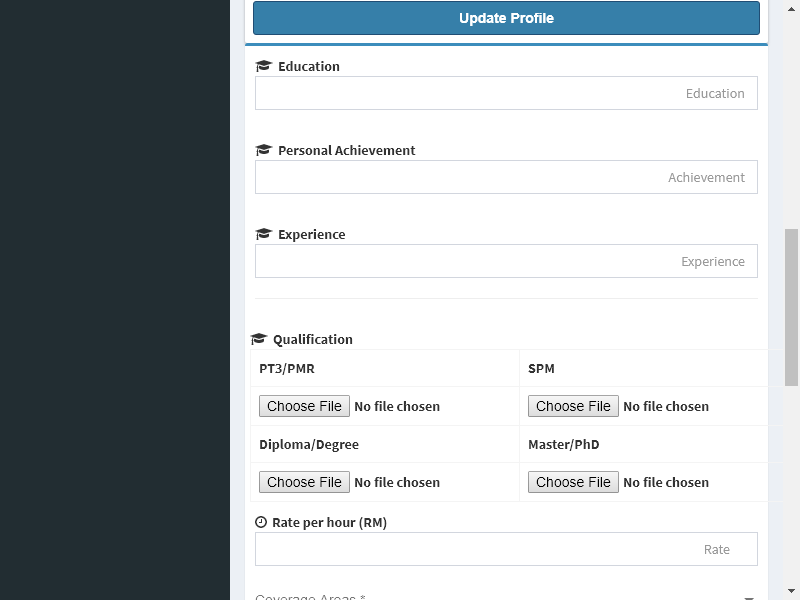 Update Profile
Education
Education
Personal Achievement
Achievement
Experience
Experience
Qualification
PT3/PMR SPM
Choose File No file chosen Choose File No file chosen
Diploma/Degree Master/PhD
Choose File No file chosen Choose File No file chosen
Rate per hour (RM)
Rate
Coverage Areas *